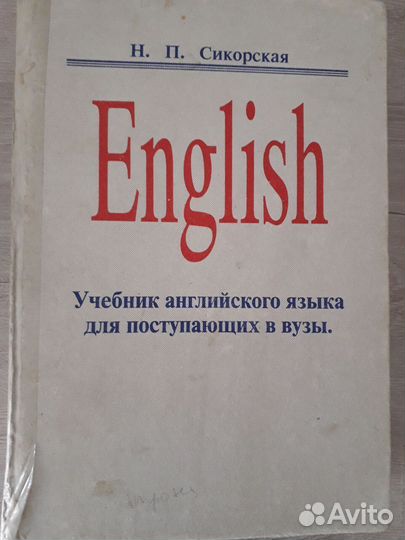 Н. П. Сикорская
English
Учебник английского языка
для поступающих в вузы.
Avito